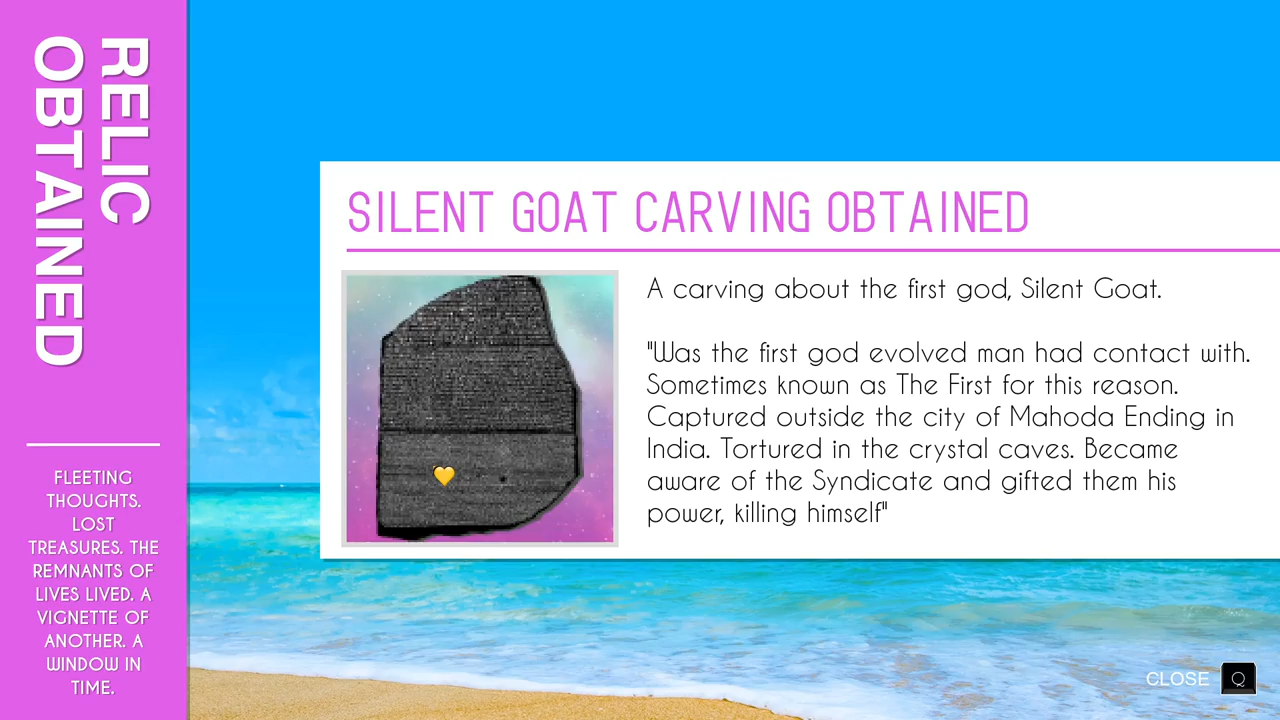 RELIC
OBTAINED
FLEETING
THOUGHTS.
LOST
TREASURES. THE
REMNANTS OF
LIVES LIVED. A
VIGNETTE OF
ANOTHER. A
WINDOW IN
TIME.
SILENT GOAT CARVING OBTAINED
A carving about the first god, Silent Goat.
"Was the first god evolved man had contact with.
Sometimes known as The First for this reason.
Captured outside the city of Mahoda Ending in
India. Tortured in the crystal caves. Became
aware of the Syndicate and gifted them his
power, killing himself"
CLOSE Q